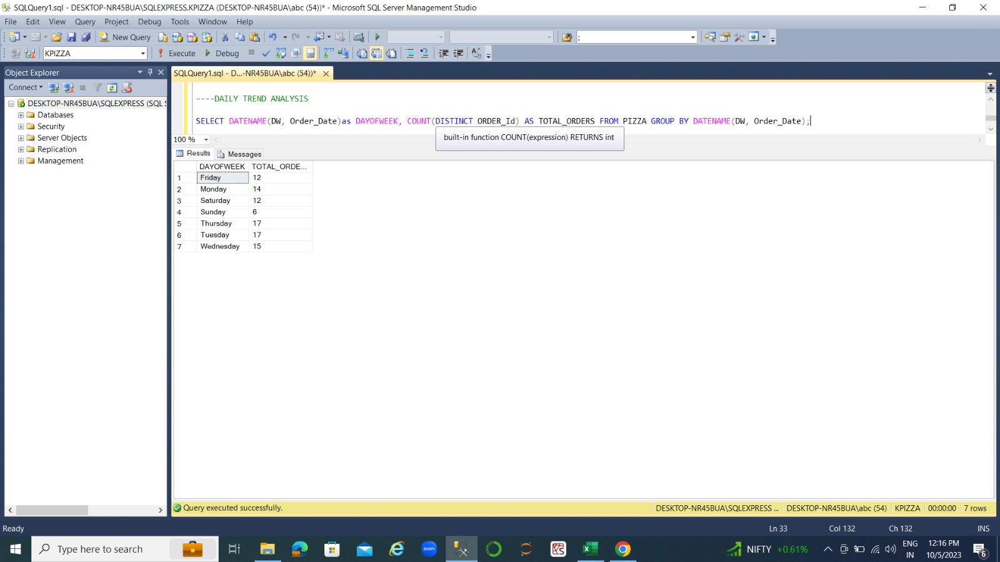 SQLQuery1.sql - DESKTOP-NR45BUA\SQLEXPRESS.KPIZZA (DESKTOP-NR45BUA\abc (54))* - Microsoft SQL Server Management Studio
File Edit View Query Project Debug Tools Window Help
New Query ;
KPIZZA Execute Debug
Object Explorer
Connect
DESKTOP-NR45BUA\SQLEXPRESS (SQL S
Databases
Security
Server Objects
Replication
Management
SQLQuery1.sql - D...-NR45BUA\abc (54))*
----DAILY TREND ANALYSIS
SELECT DATENAME(DW, Order_Date)as DAYOFWEEK, COUNT(DISTINCT ORDER_Id) AS TOTAL_ORDERS FROM PIZZA GROUP BY DATENAME(DW, Order_Date);
built-in function COUNT(expression) RETURNS int
100 %
Results Messages
DAYOFWEEK TOTAL_ORDE...
1 Friday 12
2 Monday 14
3 Saturday 12
4 Sunday 6
5 Thursday 17
6 Tuesday 17
7 Wednesday 15
Query executed successfully. DESKTOP-NR45BUA\SQLEXPRESS ... DESKTOP-NR45BUA\abc (54) KPIZZA 00:00:00 7 rows
Ready Ln 33 Col 132 Ch 132 INS
Type here to search
zoom
NIFTY +0.61%
ENG
IN
12:16 PM
10/5/2023
6